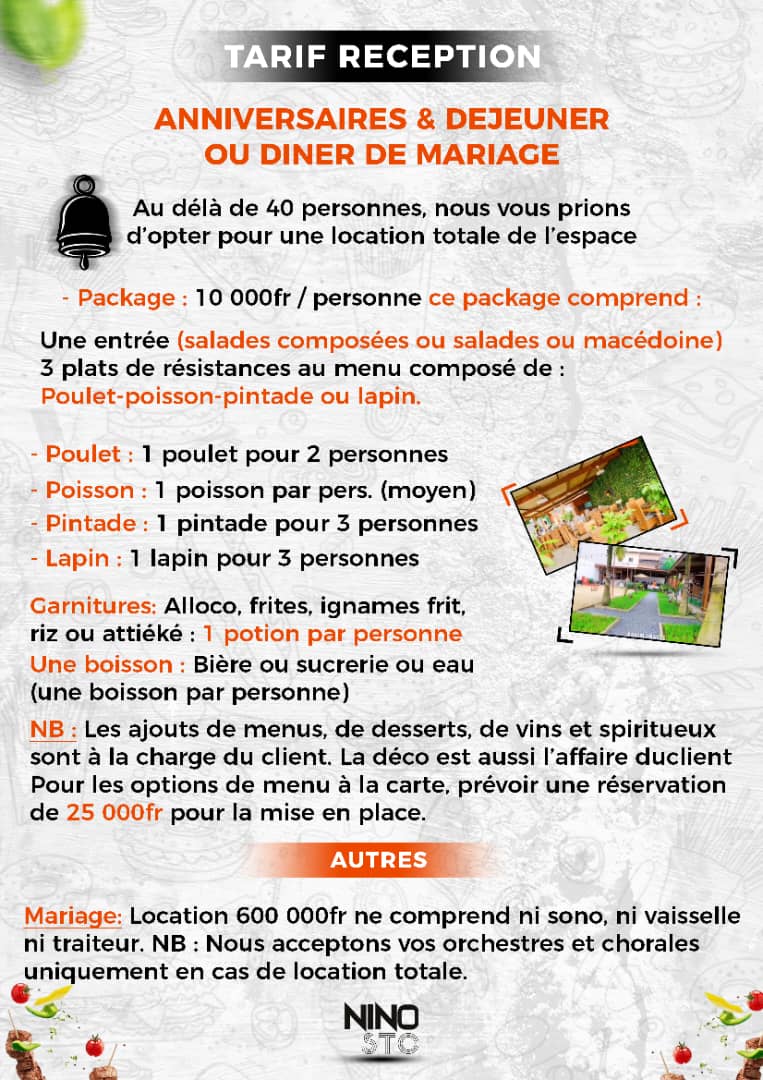 TARIF RECEPTION
ANNIVERSAIRES & DEJEUNER
OU DINER DE MARIAGE
Au délà de 40 personnes, nous vous prions
d'opter pour une location totale de l'espace
- Package : 10 000fr / personne ce package comprend :
Une entrée (salades composées ou salades ou macédoine)
3 plats de résistances au menu composé de :
Poulet-poisson-pintade ou lapin.
- Poulet : 1 poulet pour 2 personnes
- Poisson : 1 poisson par pers. (moyen)
- Pintade : 1 pintade pour 3 personnes
- Lapin : 1 lapin pour 3 personnes
Garnitures: Alloco, frites, ignames frit,
riz ou attiéké : 1 potion par personne
Une boisson : Bière ou sucrerie ou eau
(une boisson par personne)
NB : Les ajouts de menus, de desserts, de vins et spiritueux
sont à la charge du client. La déco est aussi l'affaire duclient
Pour les options de menu à la carte, prévoir une réservation
de 25 000fr pour la mise en place.
AUTRES
Mariage: Location 600 000fr ne comprend ni sono, ni vaisselle
ni traiteur. NB : Nous acceptons vos orchestres et chorales
uniquement en cas de location totale.
NINO
STC